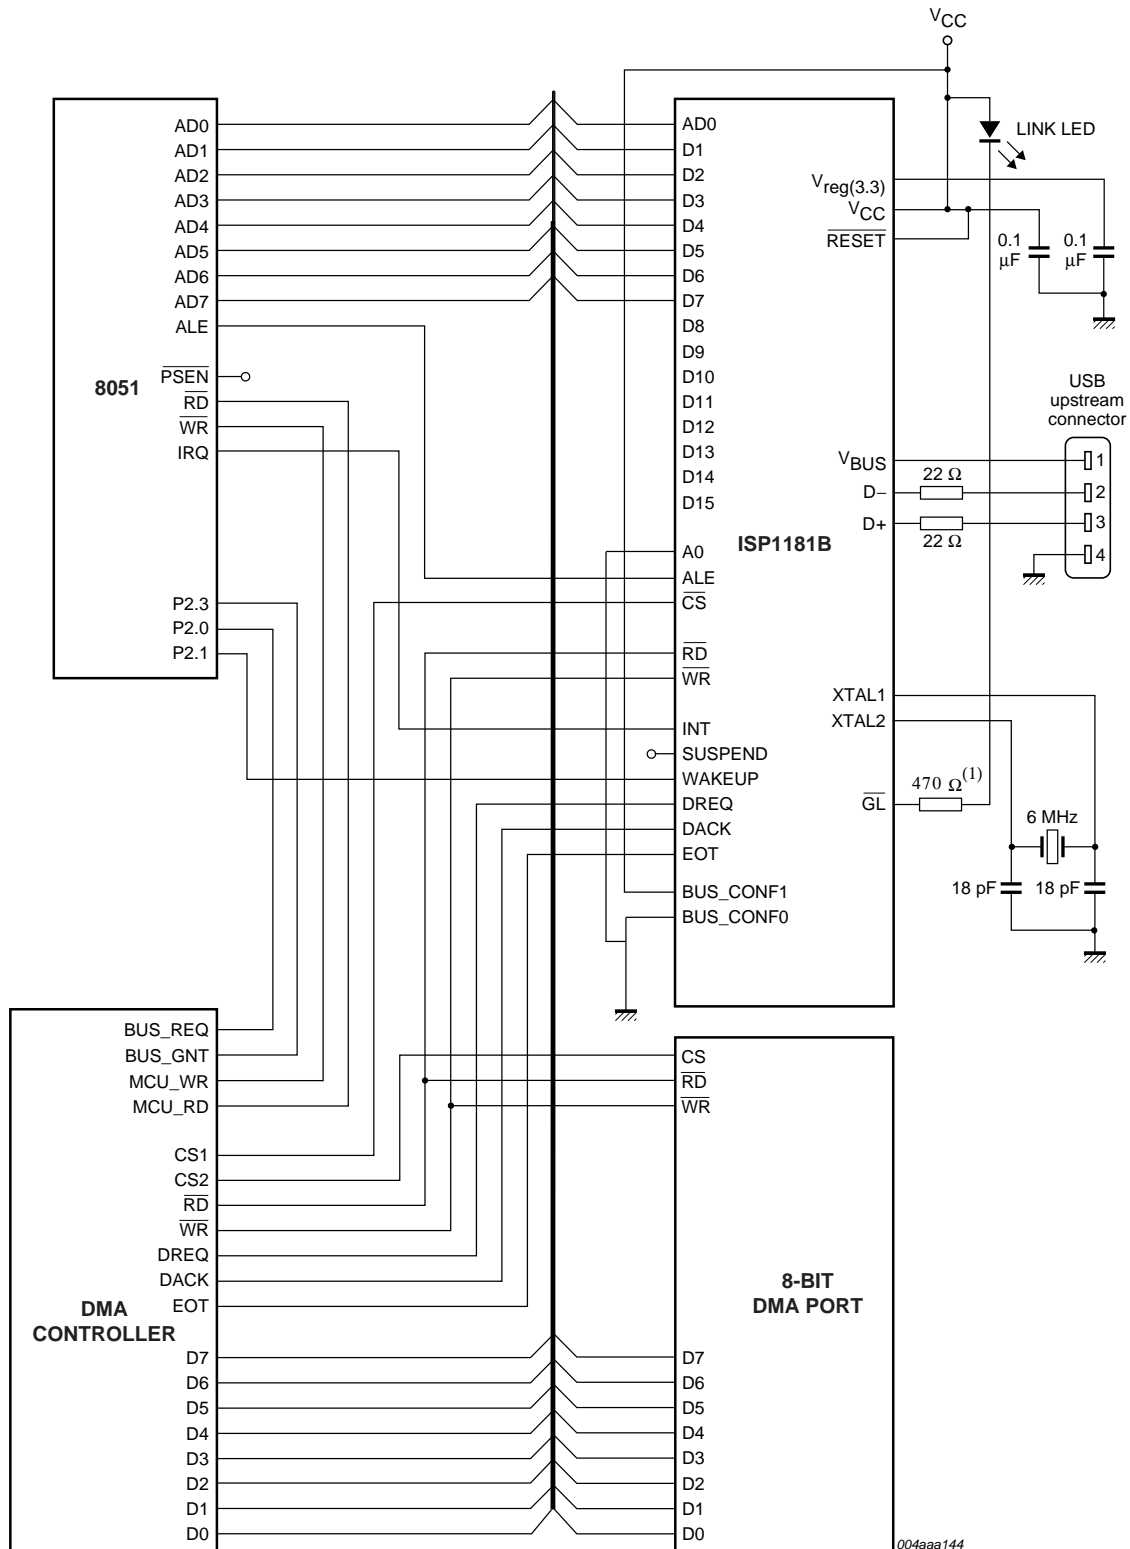 VCC
LINK LED
8051
AD0
AD1
AD2
AD3
AD4
AD5
AD6
AD7
ALE
PSEN
RD
WR
IRQ
P2.3
P2.0
P2.1
ISP1181B
AD0
D1
D2
D3
D4
D5
D6
D7
D8
D9
D10
D11
D12
D13
D14
D15
A0
ALE
CS
RD
WR
INT
SUSPEND
WAKEUP
DREQ
DACK
EOT
BUS_CONF1
BUS_CONF0
Vreg(3.3)
VCC
RESET
0.1
μF
0.1
μF
USB
upstream
connector
VBUS
D−
D+
22 Ω
22 Ω
1
2
3
4
XTAL1
XTAL2
GL
470 Ω(1)
6 MHz
18 pF
18 pF
DMA
CONTROLLER
BUS_REQ
BUS_GNT
MCU_WR
MCU_RD
CS1
CS2
RD
WR
DREQ
DACK
EOT
D7
D6
D5
D4
D3
D2
D1
D0
8-BIT
DMA PORT
CS
RD
WR
D7
D6
D5
D4
D3
D2
D1
D0
004aaa144